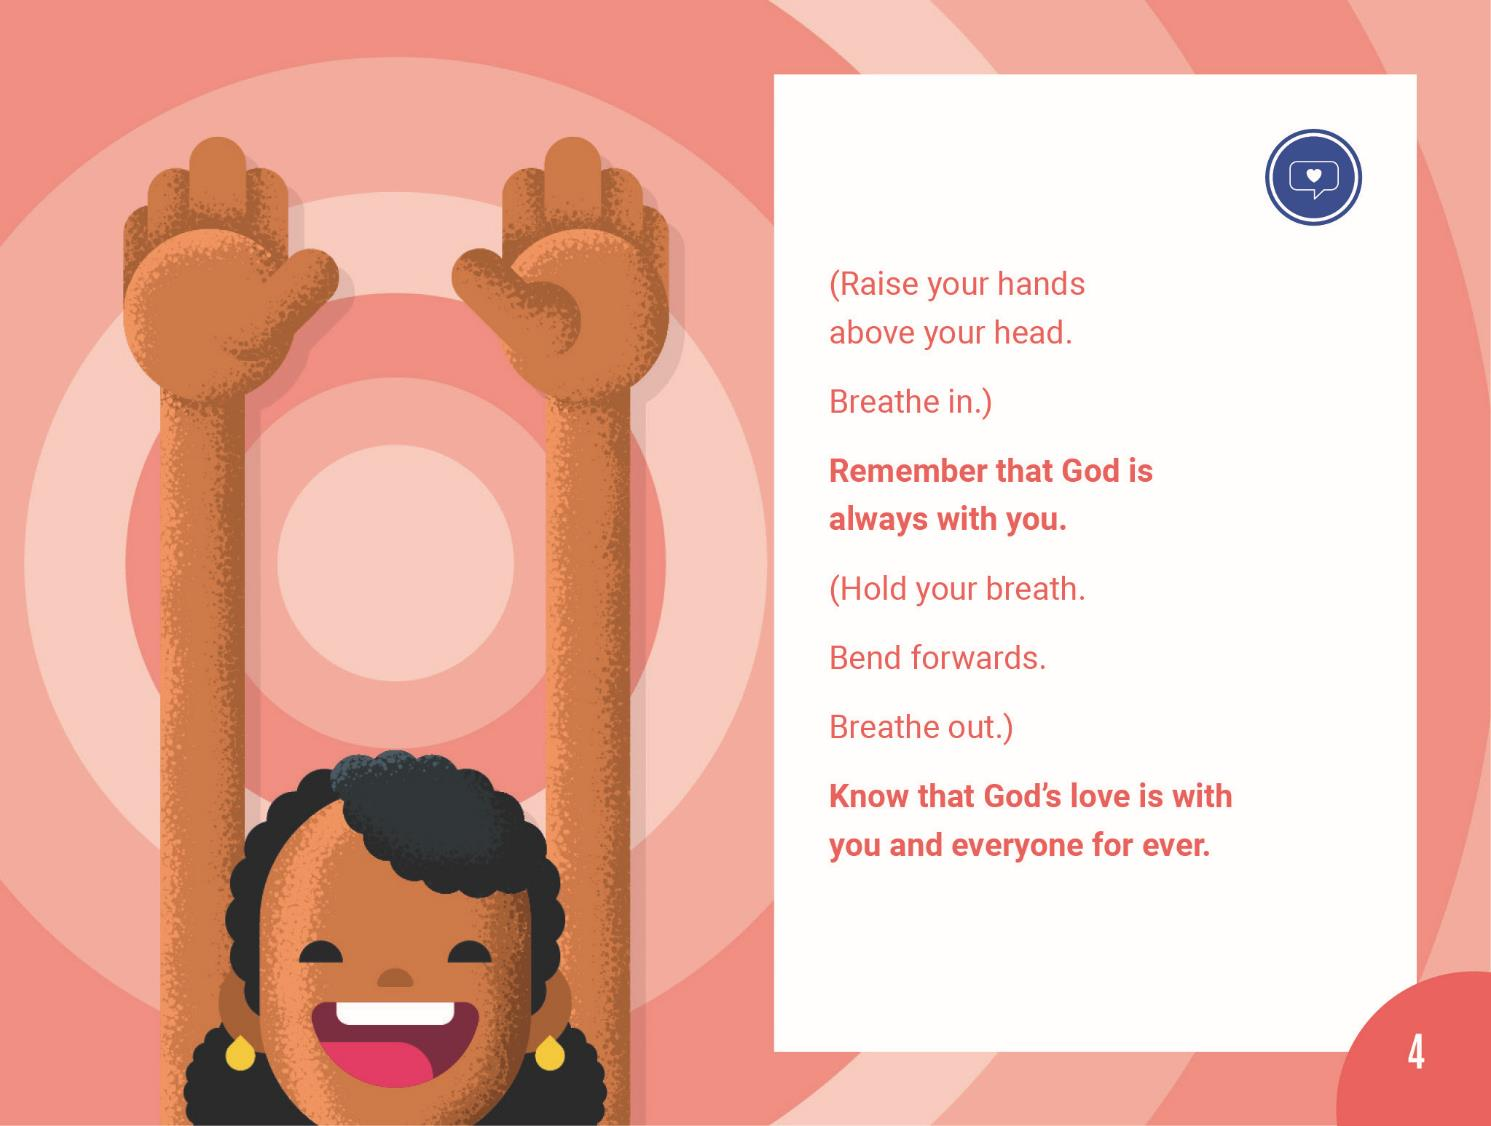 (Raise your hands
above your head.
Breathe in.)
Remember that God is
always with you.
(Hold your breath.
Bend forwards.
Breathe out.)
Know that God’s love is with
you and everyone for ever.
4